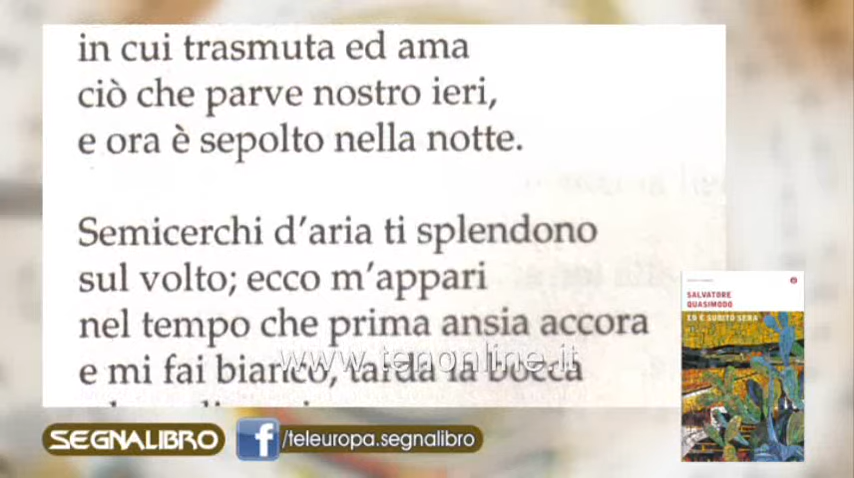 in cui trasmuta ed ama
ciò che parve nostro ieri,
e ora è sepolto nella notte.
Semicerchi d'aria ti splendono
sul volto; ecco m'appari
nel tempo che prima ansia accora
e mi fai bianco, tarda la bocca
www.tenonline.it
SALVATORE
QUASIMODO
ED È SUBITO SERA
SEGNALIBRO
f /teleuropa.segnalibro